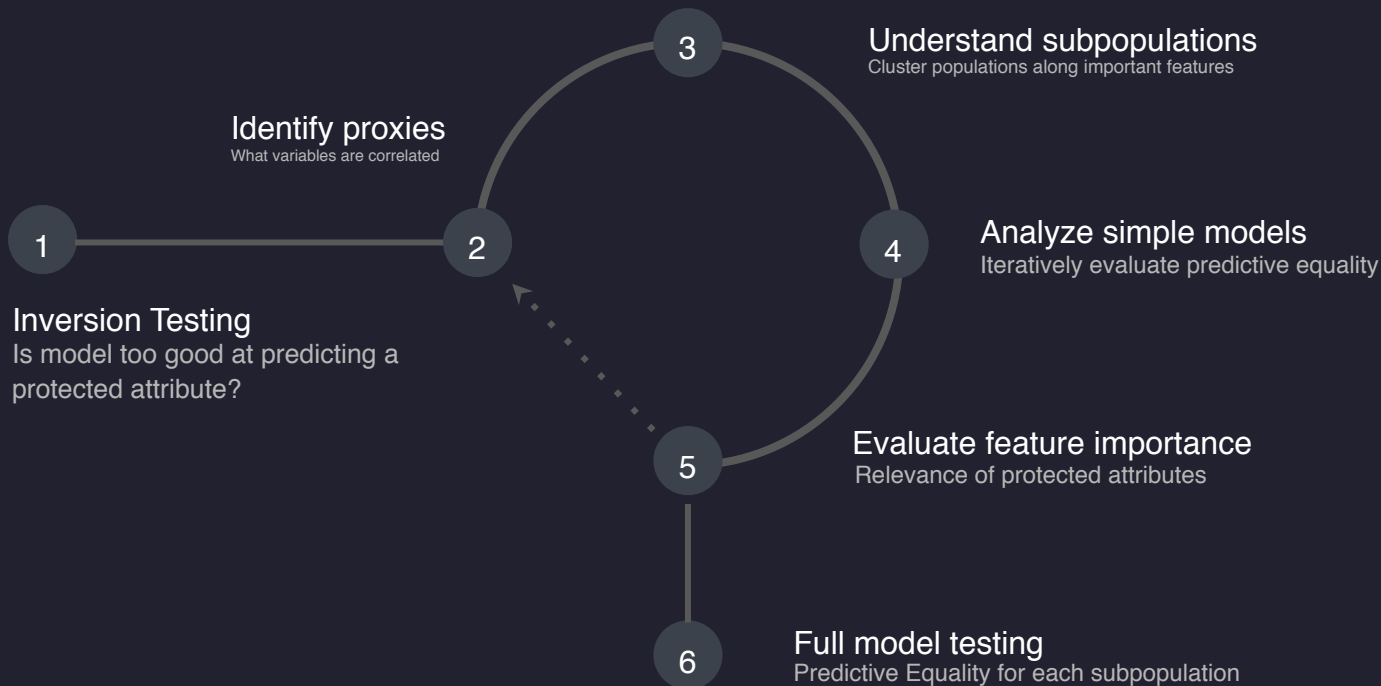 3
Understand subpopulations
Cluster populations along important features
Identify proxies
What variables are correlated
1
2
4
Analyze simple models
Iteratively evaluate predictive equality
Inversion Testing
Is model too good at predicting a
protected attribute?
5
Evaluate feature importance
Relevance of protected attributes
6
Full model testing
Predictive Equality for each subpopulation